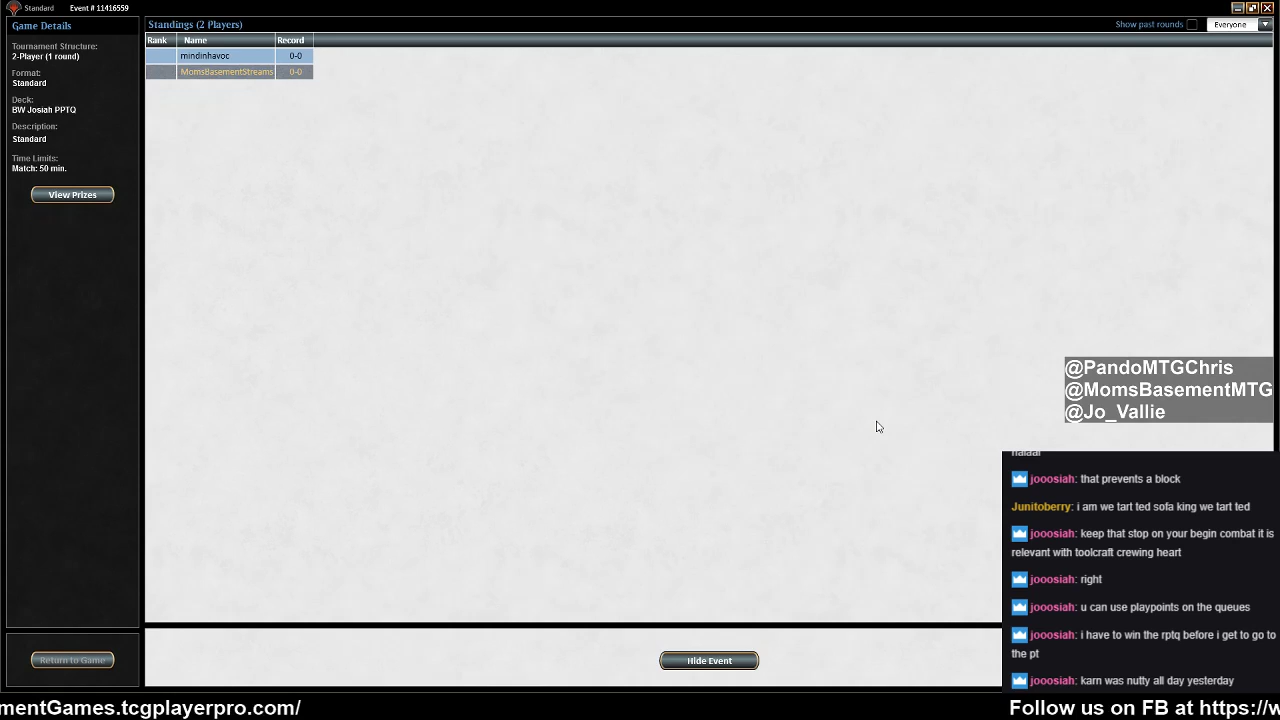 Standard
Event # 11416559
Game Details
Tournament Structure:
2-Player (1 round)
Format:
Standard
Deck:
BW Josiah PPTQ
Description:
Standard
Time Limits:
Match: 50 min.
View Prizes
Return to Game
Standings (2 Players)
Show past rounds
Everyone
Rank Name Record
mindinhavoc 0-0
MomsBasementStreams 0-0
Hide Event
@PandoMTGChris
@MomsBasementMTG
@Jo_Vallie
jooosiah: that prevents a block
Junitoberry: i am we tart ted sofa king we tart ted
jooosiah: keep that stop on your begin combat it is
relevant with toolcraft crewing heart
jooosiah: right
jooosiah: u can use playpoints on the queues
jooosiah: i have to win the rptq before i get to go to
the pt
jooosiah: karn was nutty all day yesterday
mentGames.tcgplayerpro.com/
Follow us on FB at https://w